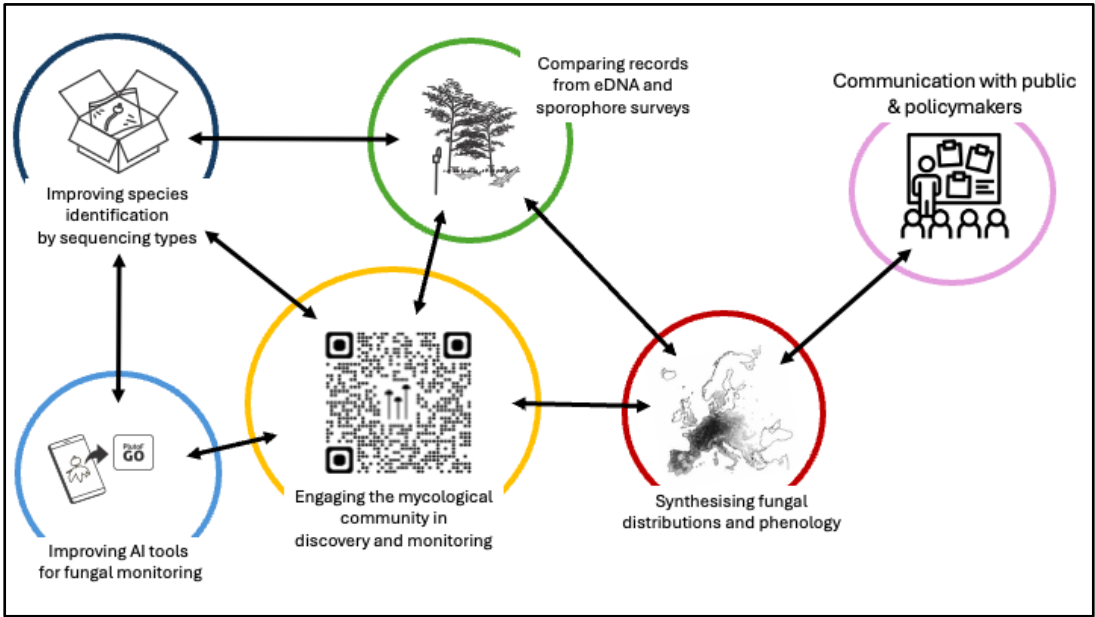 Improving species
identification
by sequencing types
Comparing records
from eDNA and
sporophore surveys
Communication with public
& policymakers
PlutoF
GO
Improving AI tools
for fungal monitoring
Engaging the mycological
community in
discovery and monitoring
Synthesising fungal
distributions and phenology